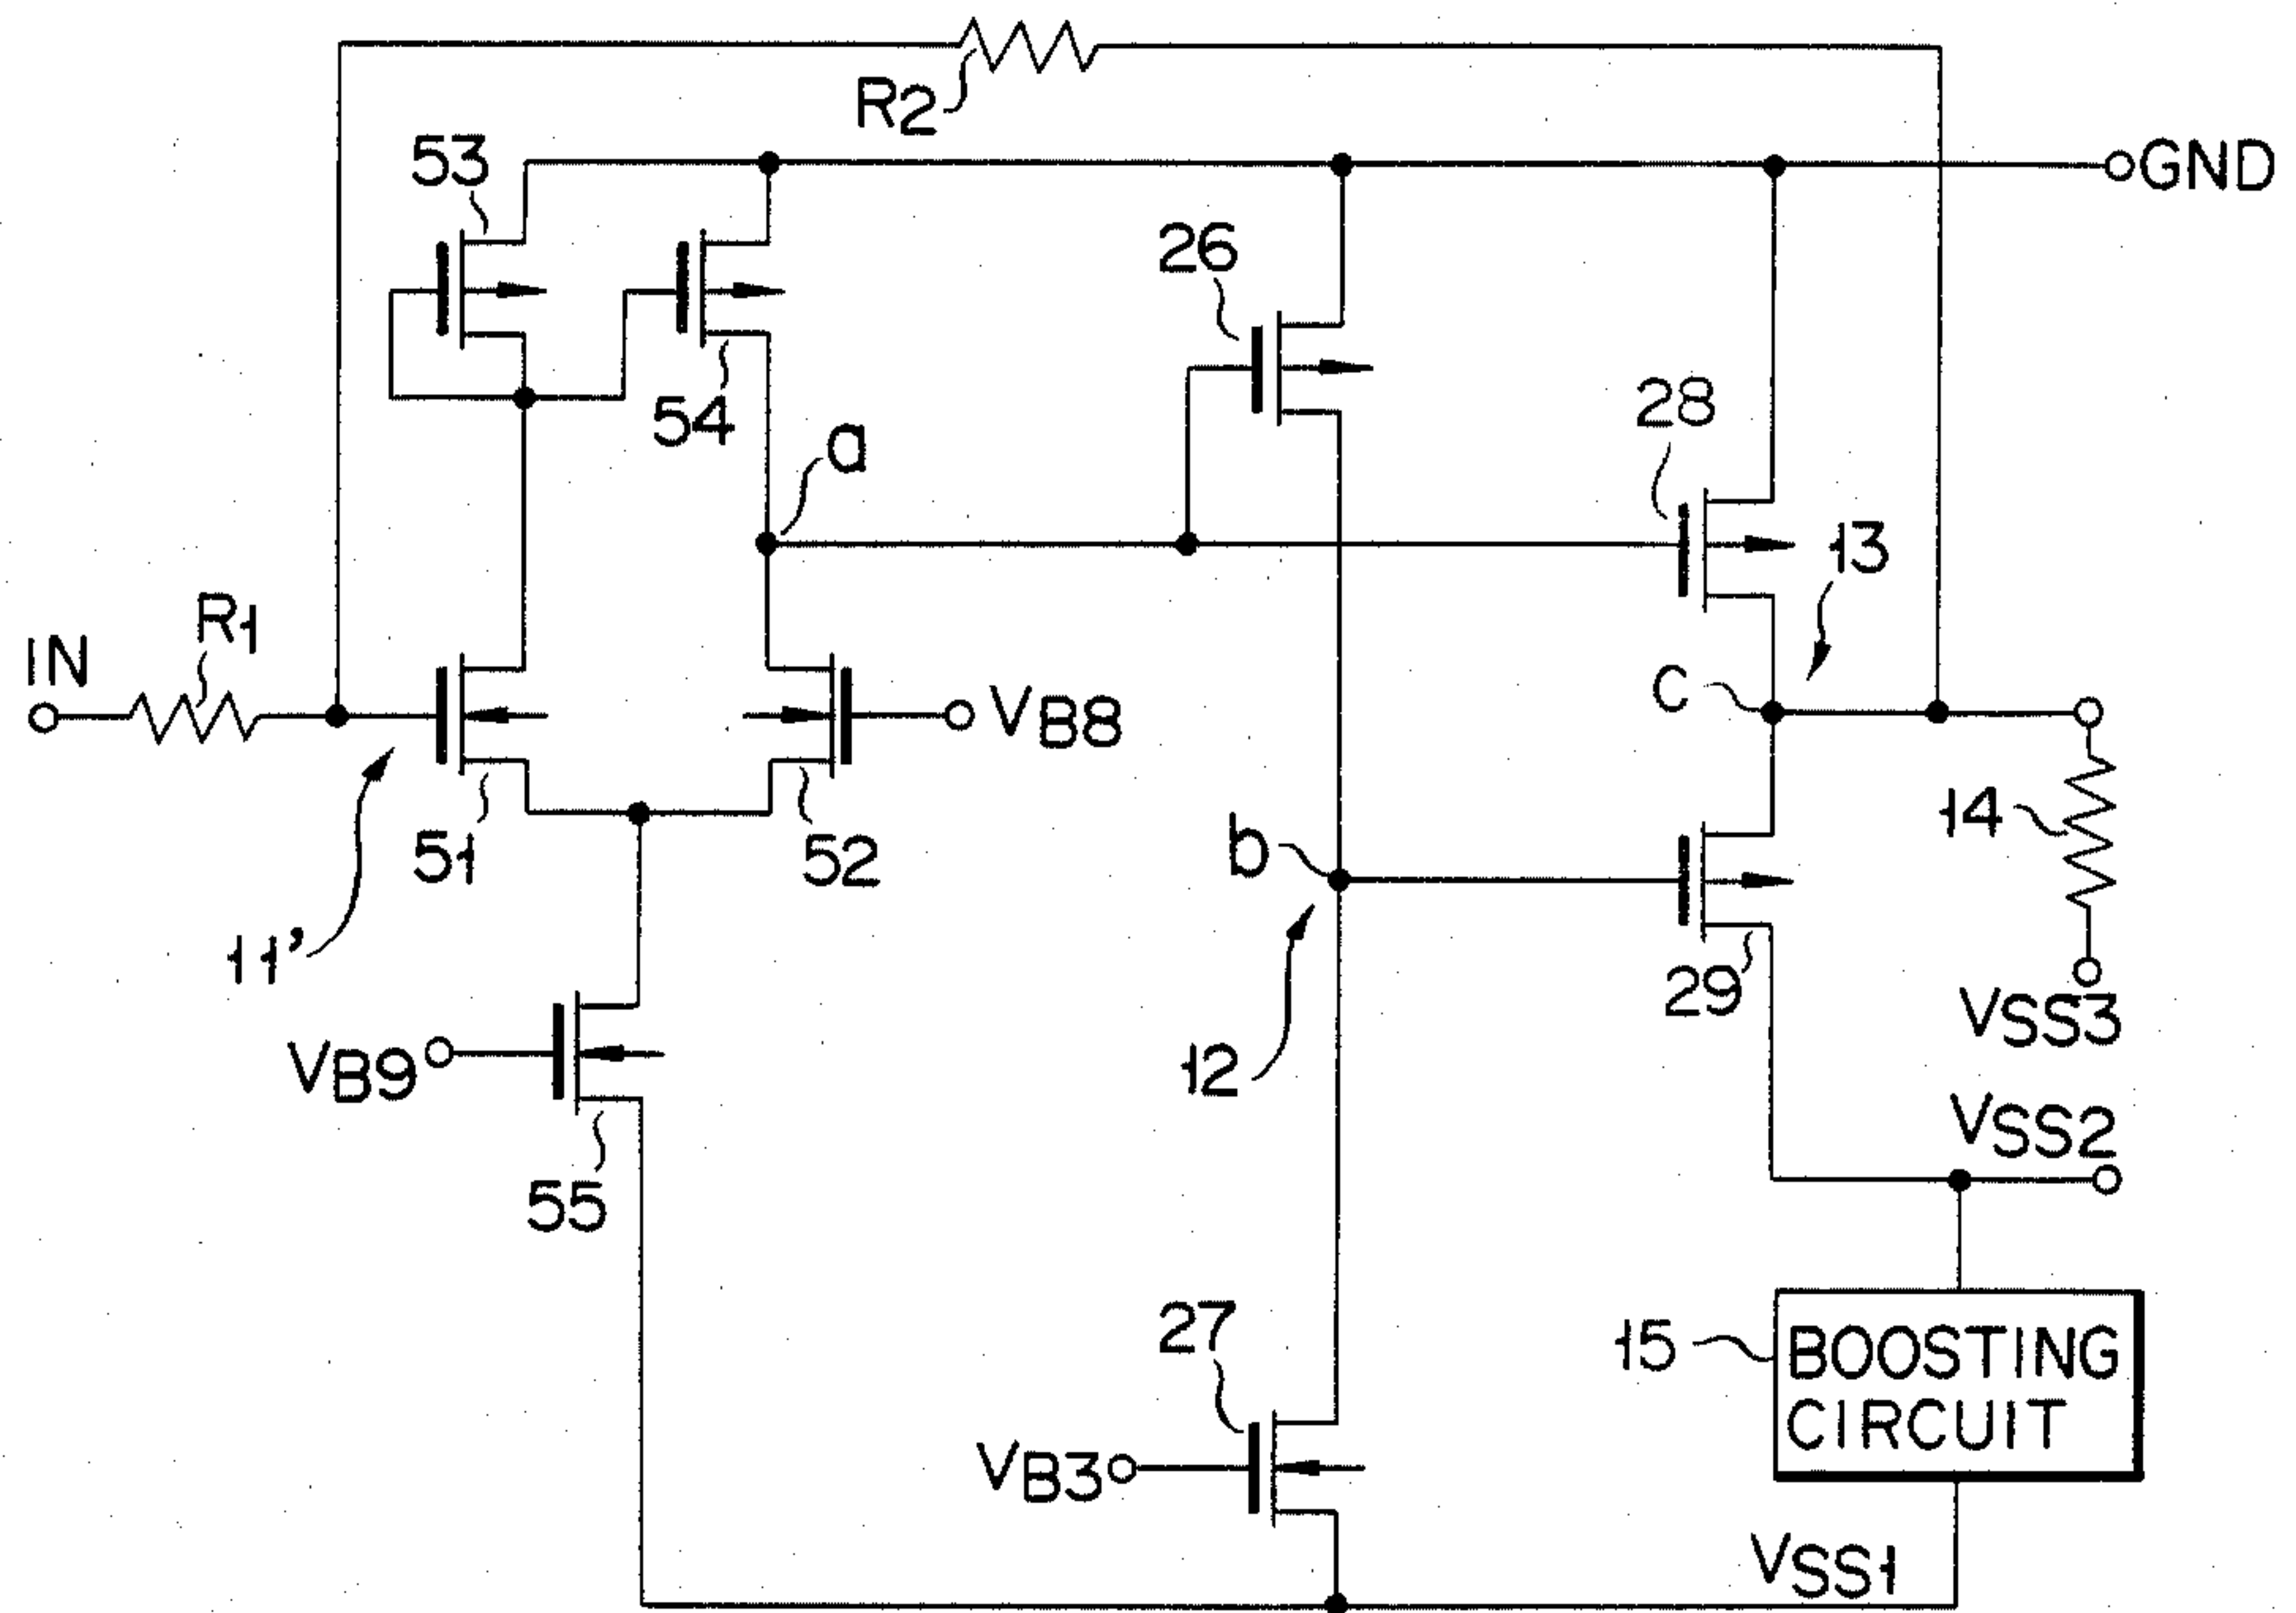 R2
53
GND
26
28
54
a
13
R1
IN
C
VB8
14
b
51
52
11'
29
VSS3
12
VB9
VSS2
55
27
15
BOOSTING
CIRCUIT
VB3
VSS1